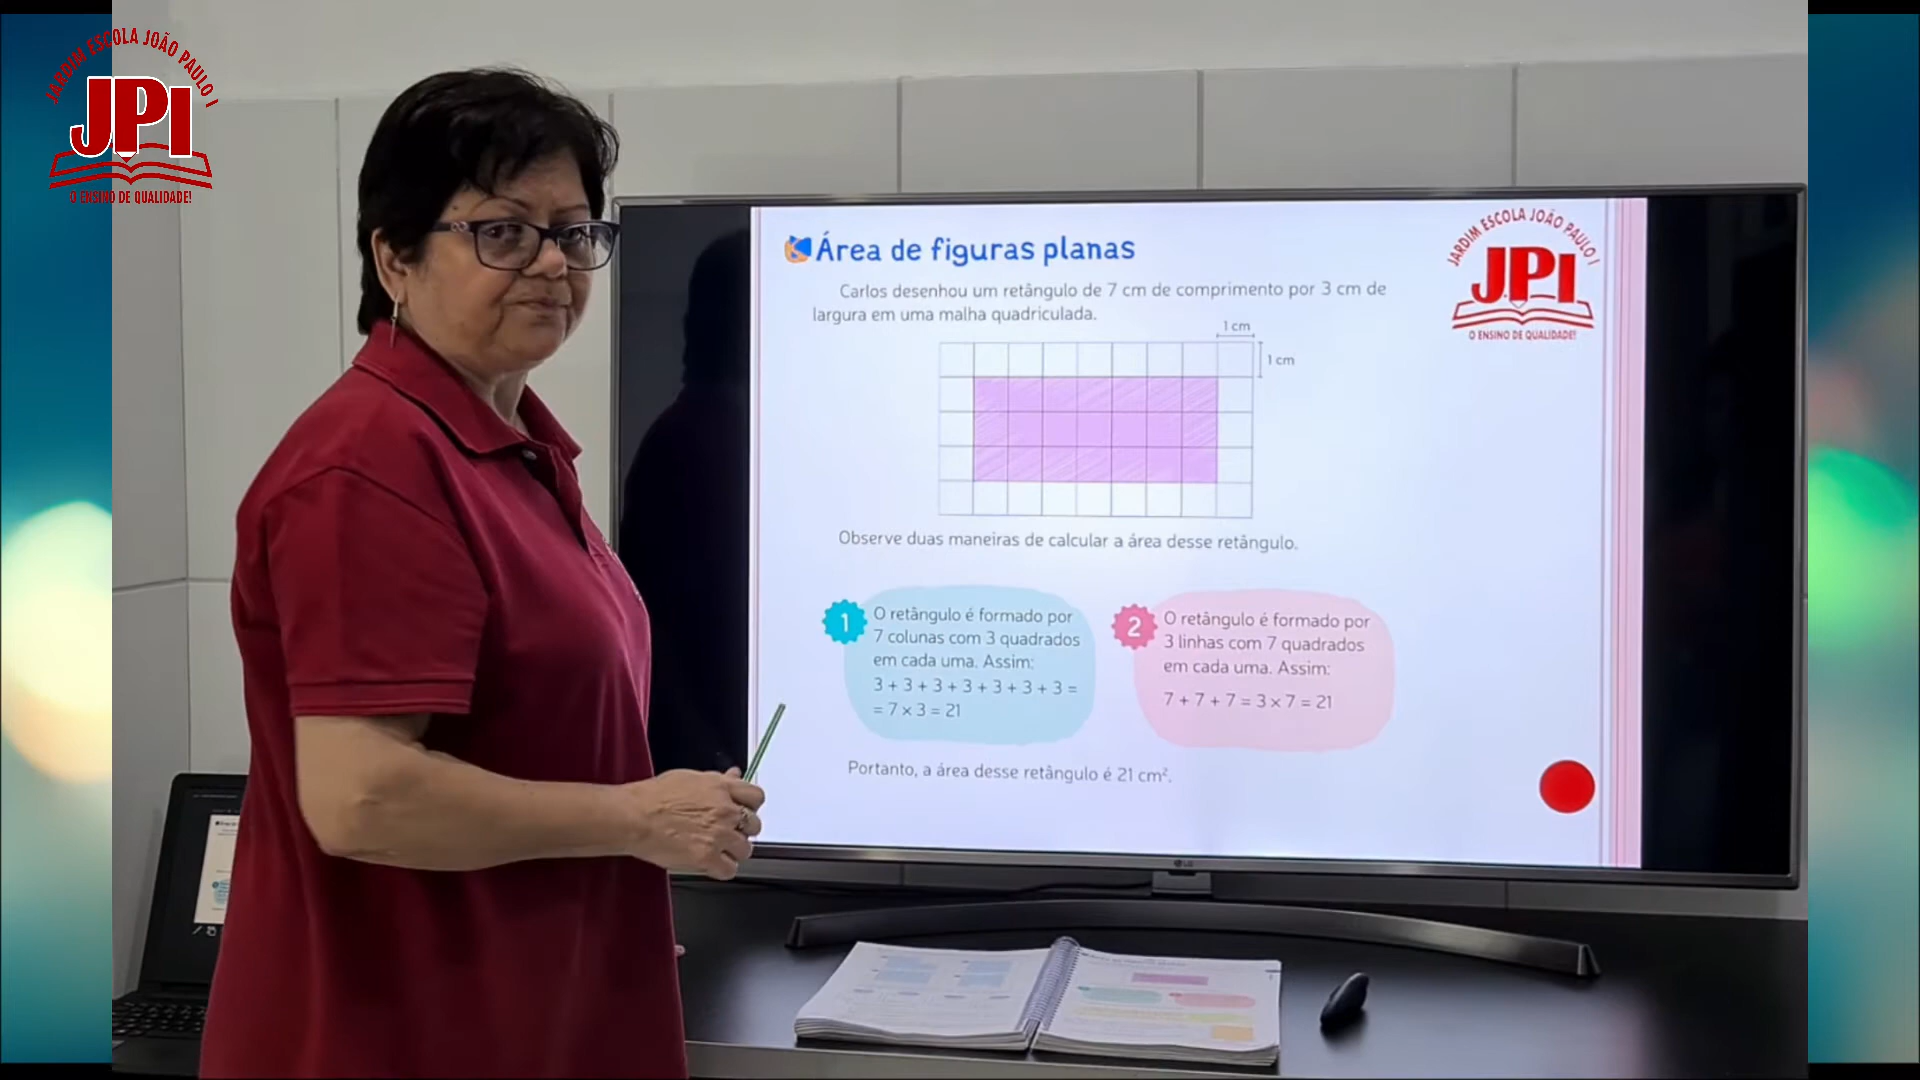 JARDIM ESCOLA JOÃO PAULO I
JPI
O ENSINO DE QUALIDADE!
Área de figuras planas
JARDIM ESCOLA JOÃO PAULO I
JPI
O ENSINO DE QUALIDADE!
Carlos desenhou um retângulo de 7 cm de comprimento por 3 cm de
largura em uma malha quadriculada.
1 cm
1 cm
Observe duas maneiras de calcular a área desse retângulo.
1
O retângulo é formado por
7 colunas com 3 quadrados
em cada uma. Assim:
3 + 3 + 3 + 3 + 3 + 3 + 3 =
= 7 × 3 = 21
2
O retângulo é formado por
3 linhas com 7 quadrados
em cada uma. Assim:
7 + 7 + 7 = 3 × 7 = 21
Portanto, a área desse retângulo é 21 cm².
LG